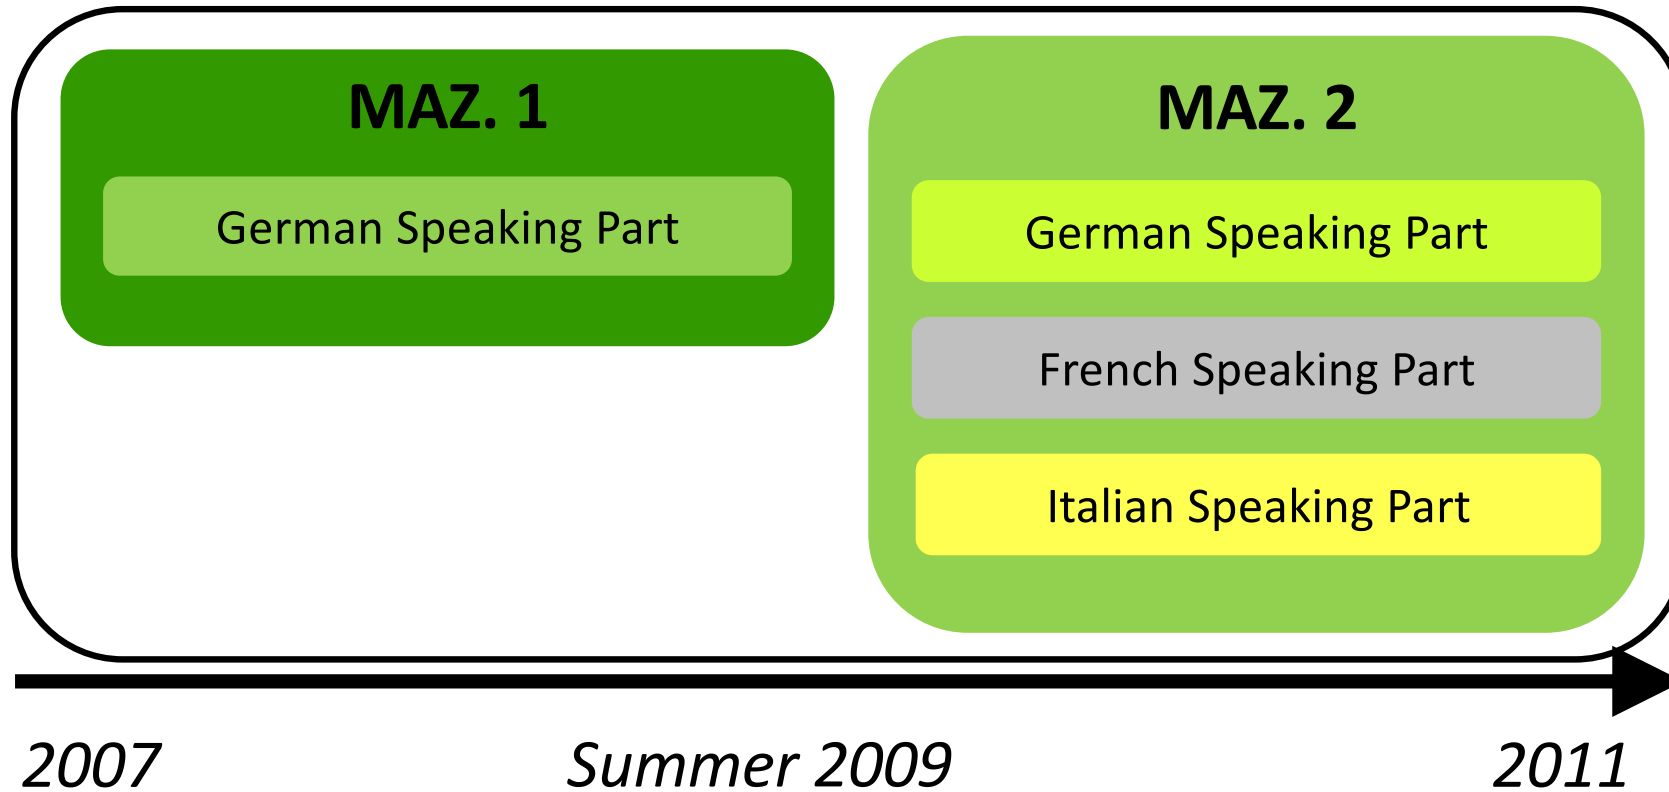 MAZ. 1
German Speaking Part
MAZ. 2
German Speaking Part
French Speaking Part
Italian Speaking Part
2007
Summer 2009
2011